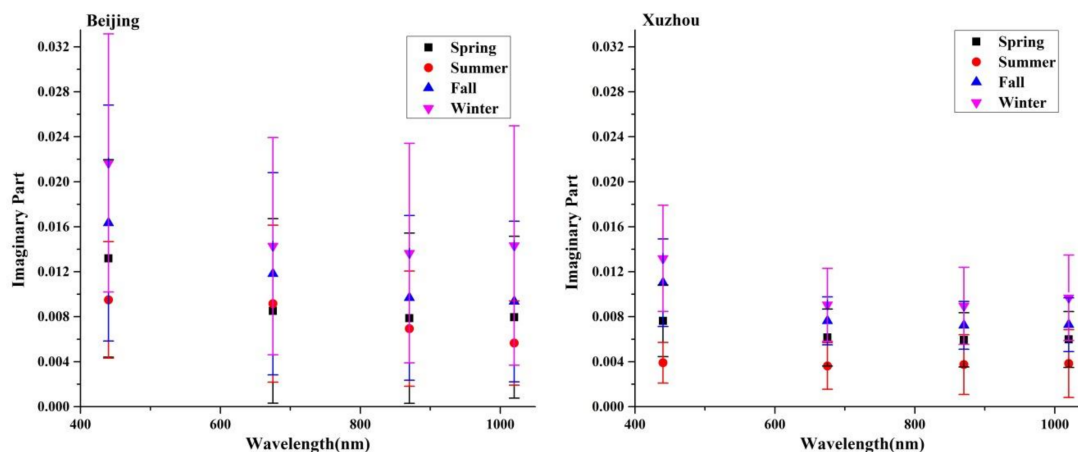 Beijing
0.032
0.028
0.024
0.020
0.016
0.012
0.008
0.004
0.000
400
600
800
1000
Imaginary Part
Wavelength(nm)
Spring
Summer
Fall
Winter
Xuzhou
0.032
0.028
0.024
0.020
0.016
0.012
0.008
0.004
0.000
400
600
800
1000
Imaginary Part
Wavelength(nm)
Spring
Summer
Fall
Winter